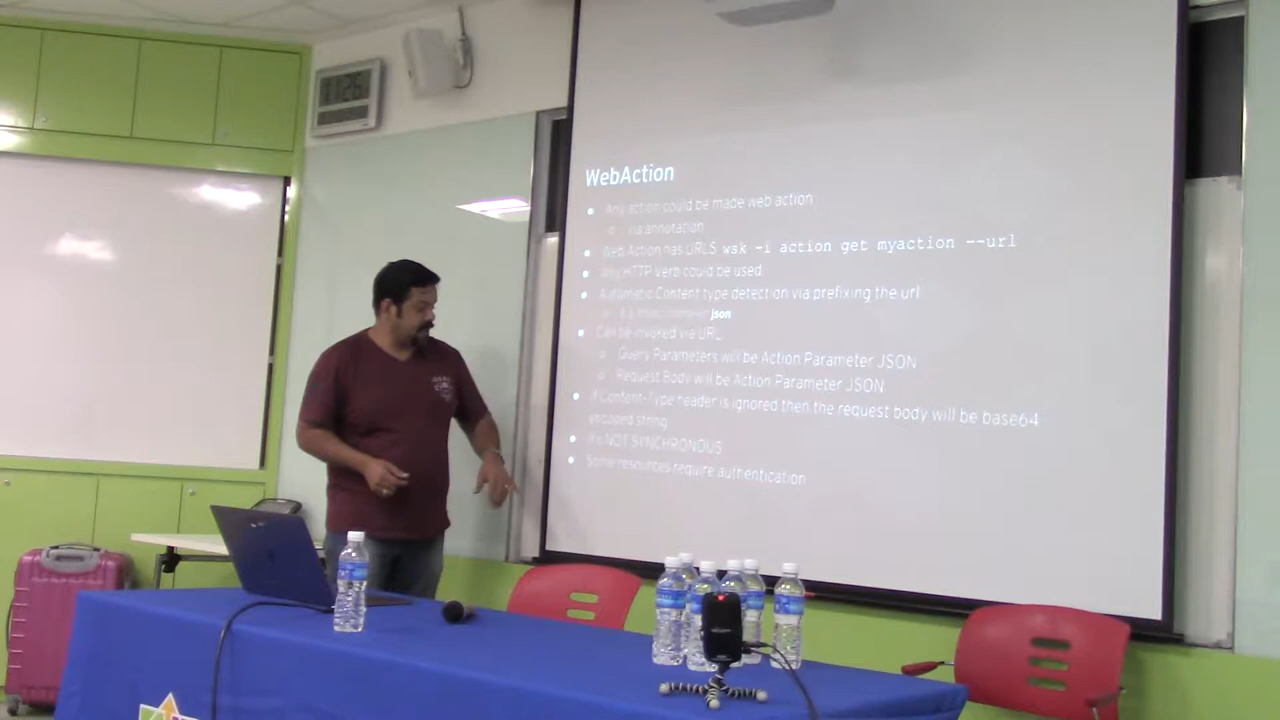 11:26
WebAction
Any action could be made web action
via annotation
Web Action has URLS wsk -i action get myaction --url
Any HTTP verb could be used
Automatic Content type detection via prefixing the url
json
Can be invoked via URL
Query Parameters will be Action Parameter JSON
Request Body will be Action Parameter JSON
If Content-Type header is ignored then the request body will be base64
encoded string
It's NOT SYNCHRONOUS
Some resources require authentication